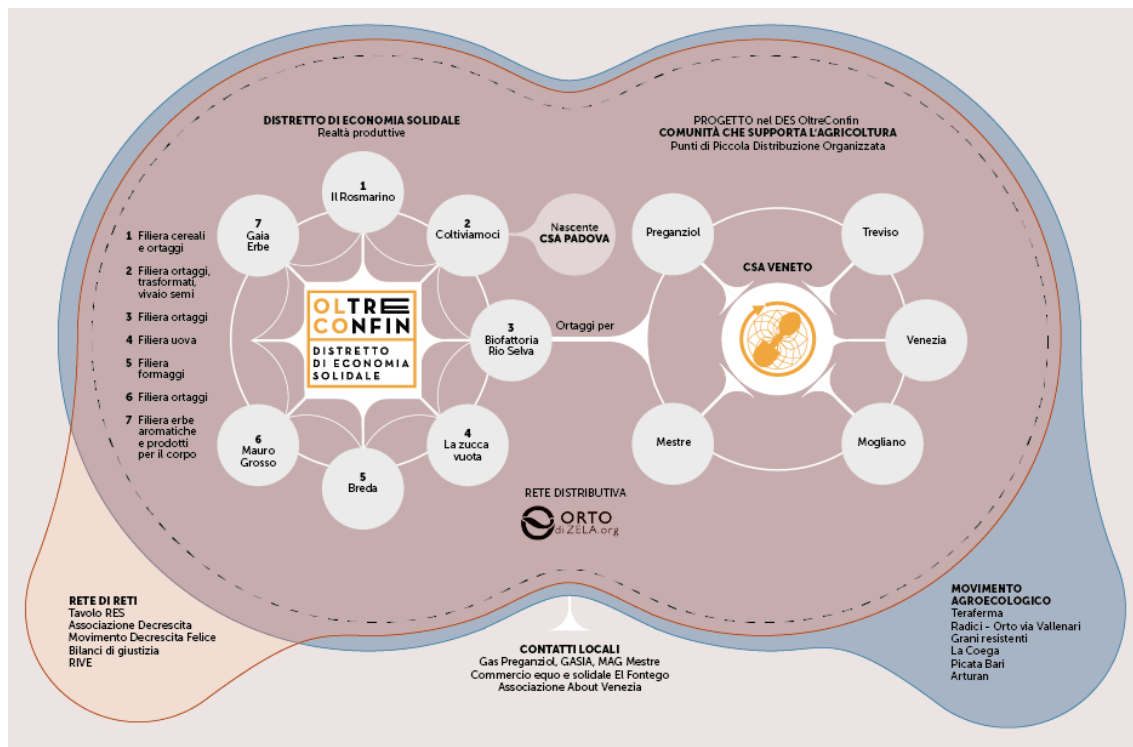 DISTRETTO DI ECONOMIA SOLIDALE
Realtà produttive
PROGETTO nel DES OltreConfin
COMUNITÀ CHE SUPPORTA L'AGRICOLTURA
Punti di Piccola Distribuzione Organizzata
1 Filiera cereali
e ortaggi
2 Filiera ortaggi,
trasformati,
vivaio semi
3 Filiera ortaggi
4 Filiera uova
5 Filiera
formaggi
6 Filiera ortaggi
7 Filiera erbe
aromatiche
e prodotti
per il corpo
1
Il Rosmarino
2
Coltiviamoci
Nascente
CSA PADOVA
3
Biofattoria
Rio Selva
4
La zucca
vuota
5
Breda
6
Mauro
Grosso
7
Gaia
Erbe
OLTRE
CONFIN
DISTRETTO
DI ECONOMIA
SOLIDALE
Ortaggi per
Preganziol
Treviso
CSA VENETO
Venezia
Mestre
Mogliano
RETE DISTRIBUTIVA
ORTO
diZELA.org
RETE DI RETI
Tavolo RES
Associazione Decrescita
Movimento Decrescita Felice
Bilanci di giustizia
RIVE
CONTATTI LOCALI
Gas Preganziol, GASIA, MAG Mestre
Commercio equo e solidale El Fontego
Associazione About Venezia
MOVIMENTO
AGROECOLOGICO
Teraferma
Radici - Orto via Vallenari
Grani resistenti
La Coega
Picata Bari
Arturan